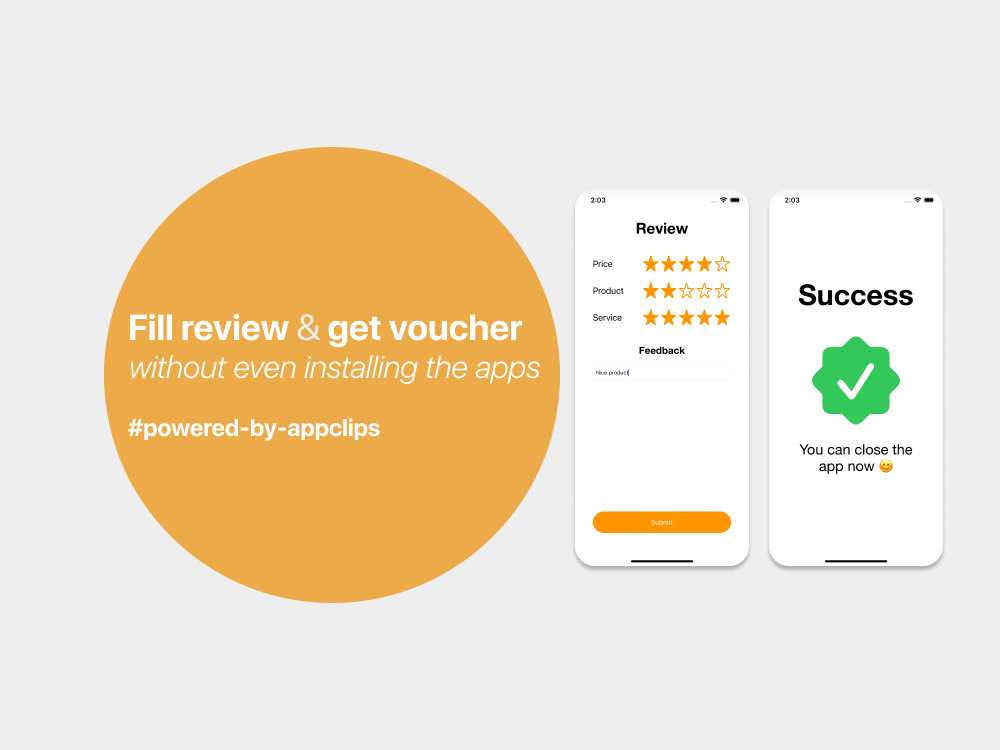 Fill review & get voucher
without even installing the apps
#powered-by-appclips
2:03
Review
Price
Product
Service
Feedback
Nice product
Submit
2:03
Success
You can close the
app now 😊